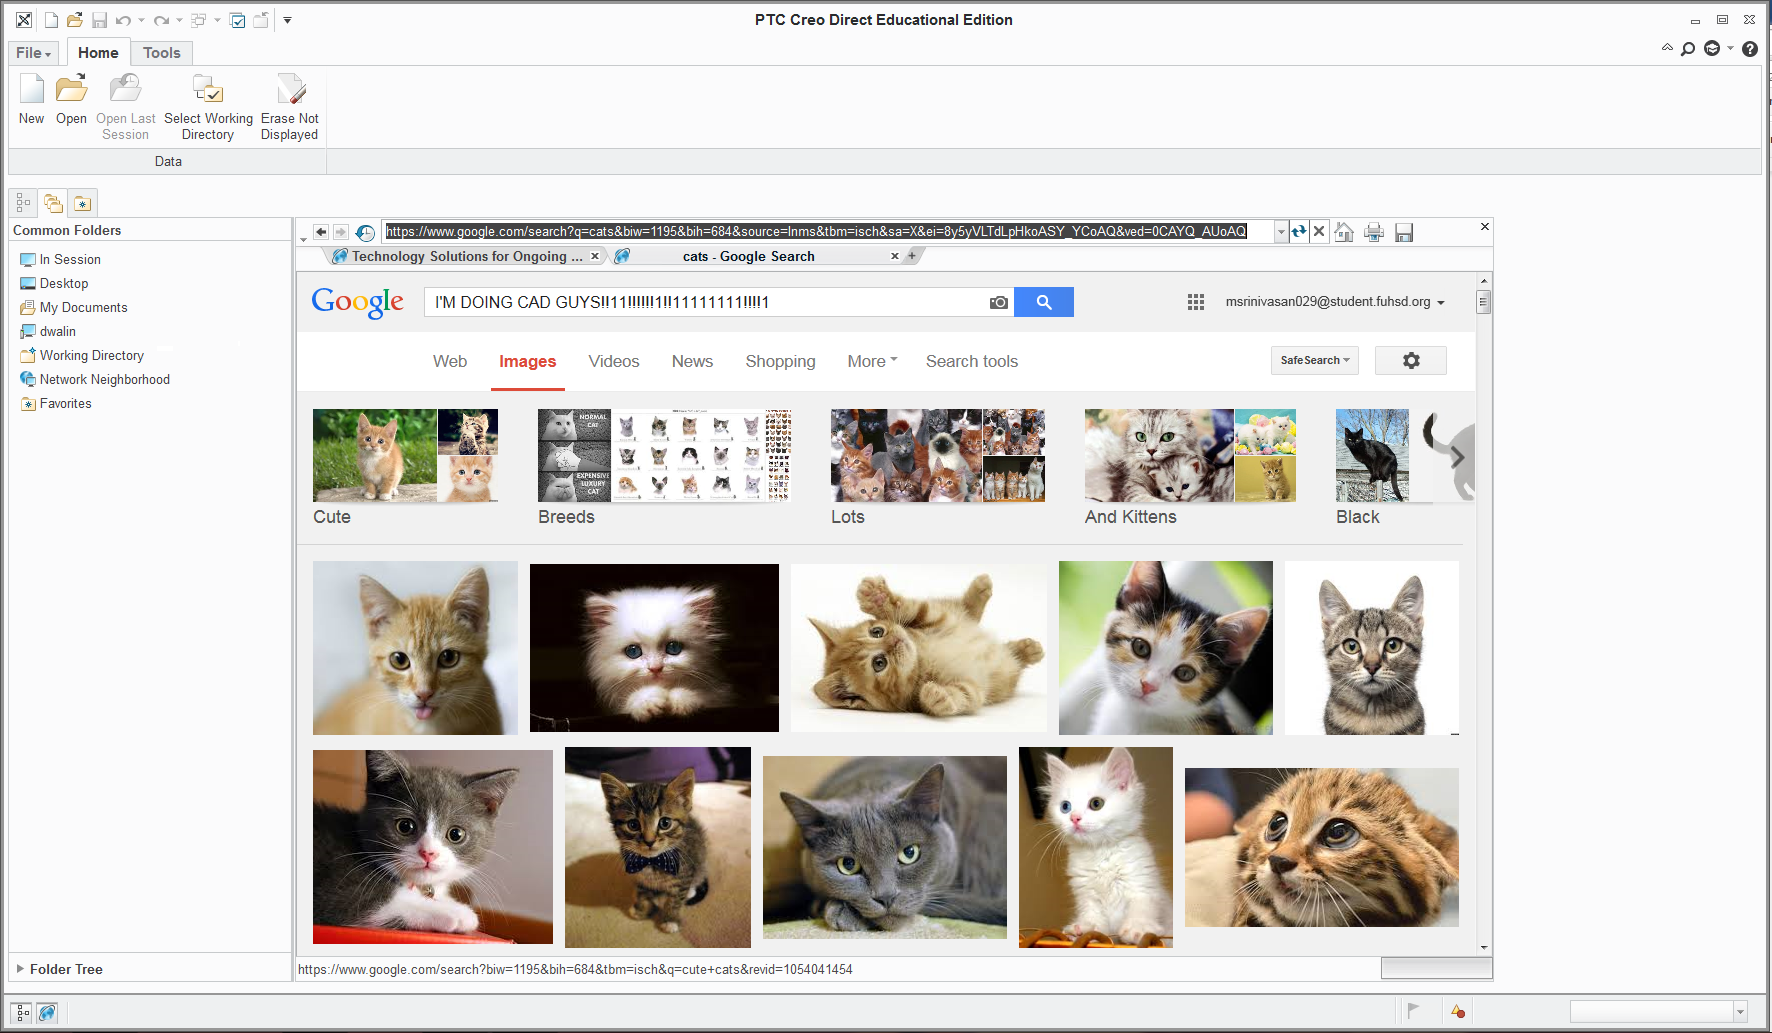 PTC Creo Direct Educational Edition
File
Home
Tools
New
Open
Open Last
Session
Select Working
Directory
Erase Not
Displayed
Data
Common Folders
In Session
Desktop
My Documents
dwalin
Working Directory
Network Neighborhood
Favorites
Folder Tree
https://www.google.com/search?q=cats&biw=1195&bih=684&source=lnms&tbm=isch&sa=X&ei=8y5yVLTdLpHkoASY_YCoAQ&ved=0CAYQ_AUoAQ
Technology Solutions for Ongoing ...
cats - Google Search
Google
I'M DOING CAD GUYS!!11!!!!!!1!!11111111!!!!1
msrinivasan029@student.fuhsd.org
Web
Images
Videos
News
Shopping
More
Search tools
SafeSearch
NORMAL
CAT
EXPENSIVE
LUXURY
CAT
Cute
Breeds
Lots
And Kittens
Black
https://www.google.com/search?biw=1195&bih=684&tbm=isch&q=cute+cats&revid=1054041454